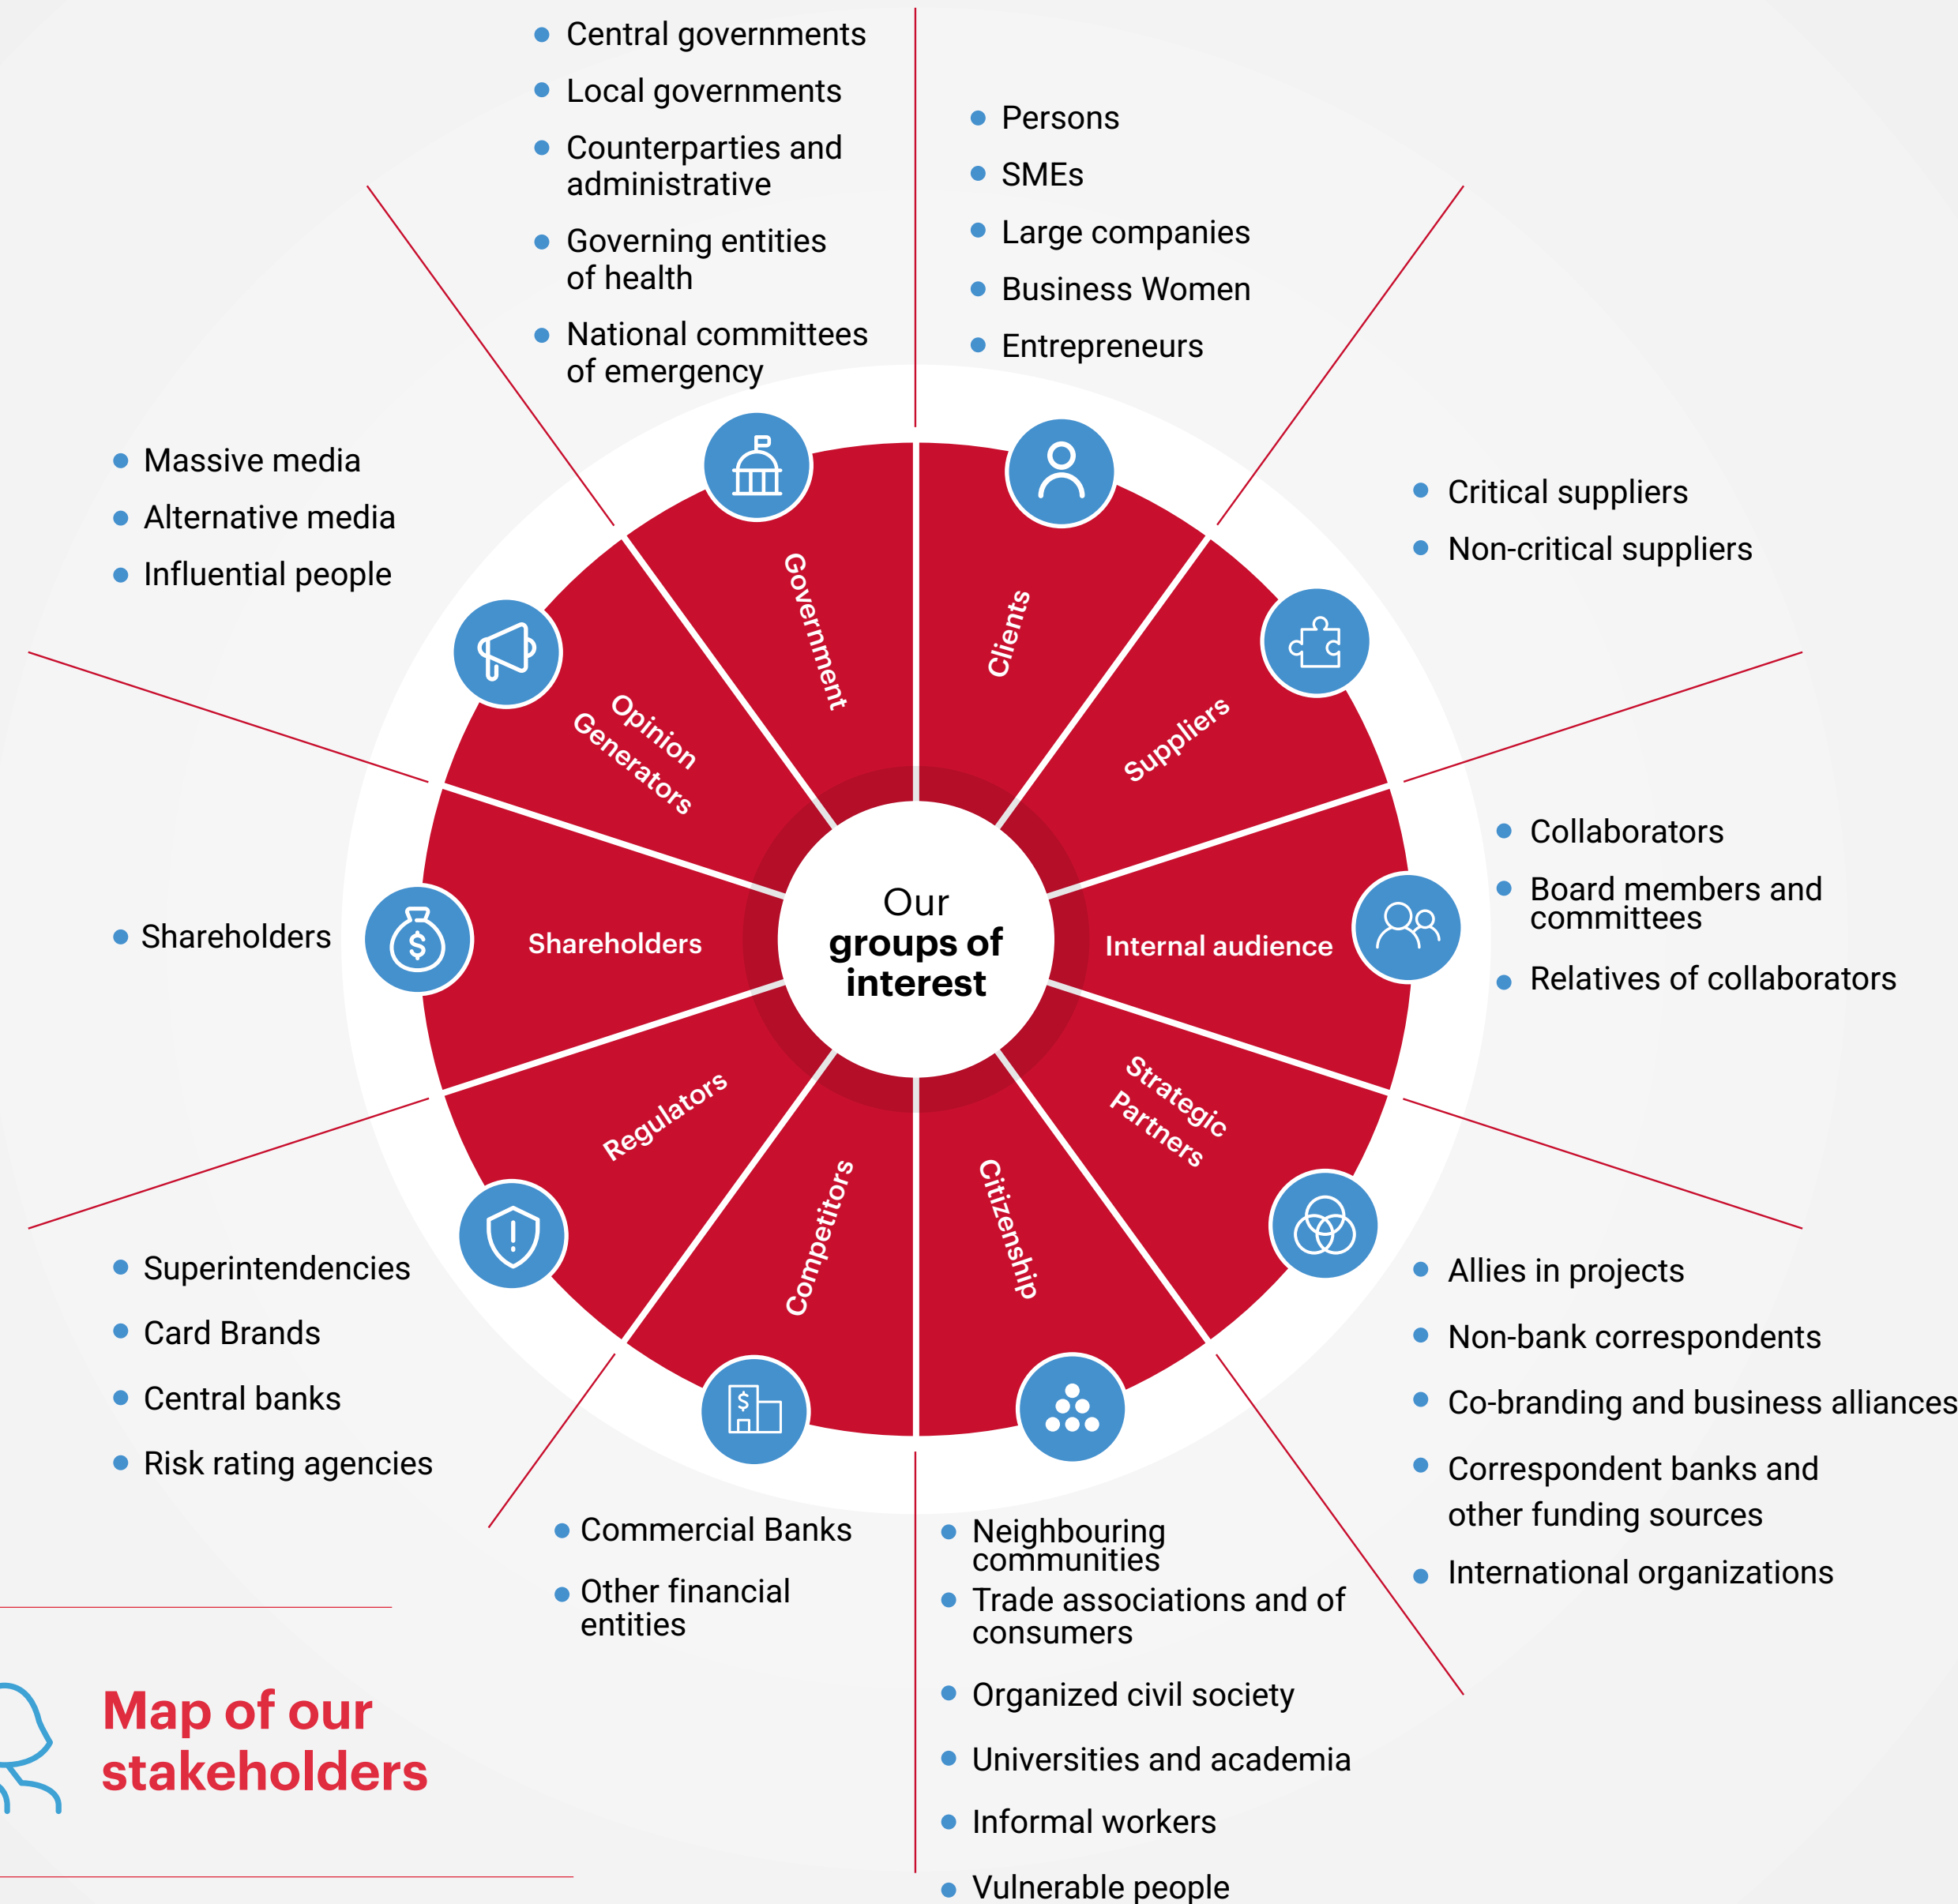 Central governments
Local governments
Counterparties and
administrative
Governing entities
of health
National committees
of emergency
Persons
SMEs
Large companies
Business Women
Entrepreneurs
Massive media
Alternative media
Influential people
Critical suppliers
Non-critical suppliers
Government
Clients
Opinion
Generators
Suppliers
Collaborators
Board members and
committees
Relatives of collaborators
Shareholders
$
Shareholders
Our
groups of
interest
Internal audience
Regulators
Strategic
Partners
Competitors
Citizenship
Superintendencies
Card Brands
Central banks
Risk rating agencies
$
Allies in projects
Non-bank correspondents
Co-branding and business alliances
Correspondent banks and
other funding sources
International organizations
Commercial Banks
Other financial
entities
Neighbouring
communities
Trade associations and of
consumers
Organized civil society
Universities and academia
Informal workers
Vulnerable people
Map of our
stakeholders